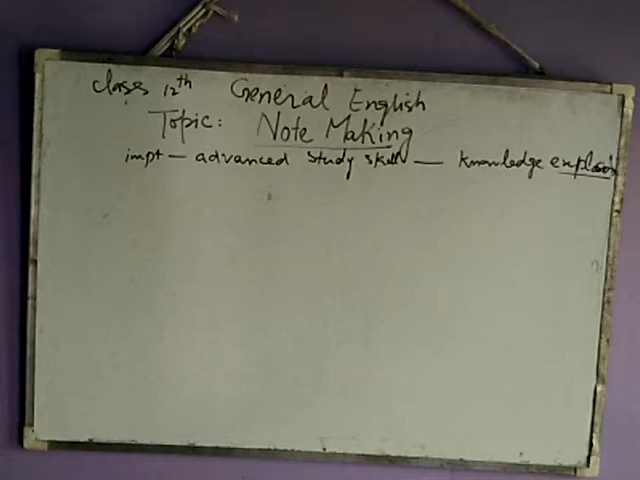 Class 12th General English
Topic: Note Making
impt — advanced study skill — knowledge explosion